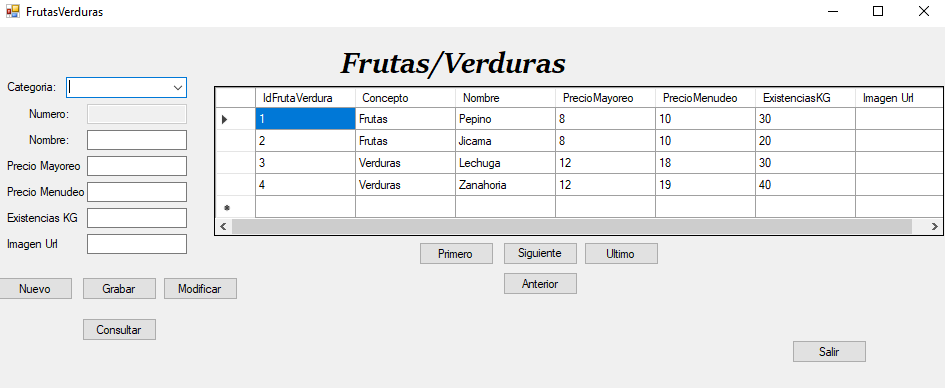 FrutasVerduras
Frutas/Verduras
Categoria:
Numero:
Nombre:
Precio Mayoreo
Precio Menudeo
Existencias KG
Imagen Url
IdFrutaVerdura Concepto Nombre PrecioMayoreo PrecioMenudeo ExistenciasKG Imagen Url
1 Frutas Pepino 8 10 30
2 Frutas Jicama 8 10 20
3 Verduras Lechuga 12 18 30
4 Verduras Zanahoria 12 19 40
Primero Siguiente Ultimo
Anterior
Nuevo Grabar Modificar
Consultar
Salir